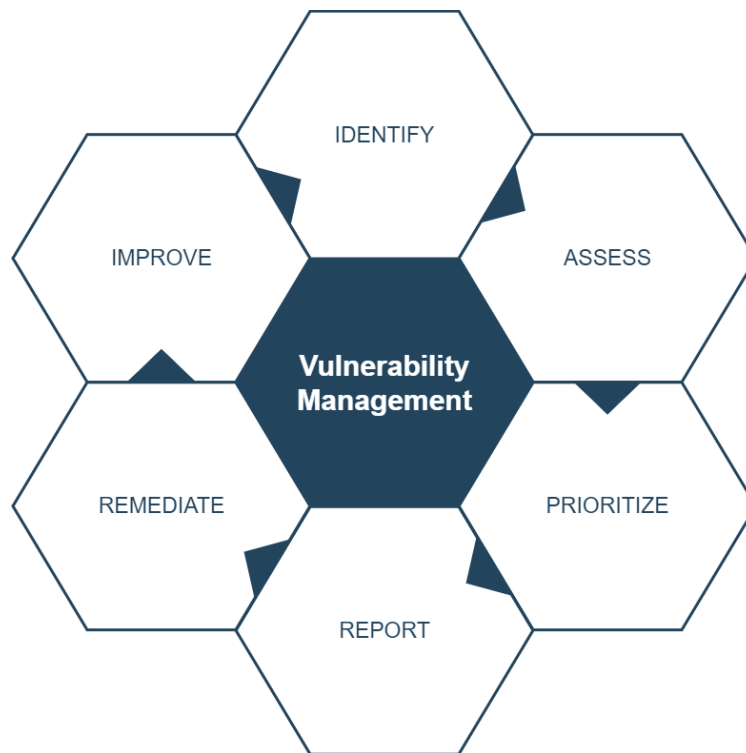 IDENTIFY
ASSESS
PRIORITIZE
REPORT
REMEDIATE
IMPROVE
Vulnerability
Management